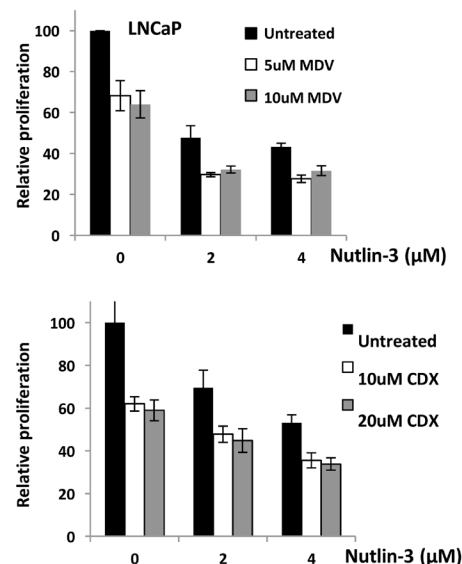 LNCaP
Untreated
5uM MDV
10uM MDV
Relative proliferation
100
80
60
40
20
0
0 2 4 Nutlin-3 (μM)
Untreated
10uM CDX
20uM CDX
Relative proliferation
100
80
60
40
20
0
0 2 4 Nutlin-3 (μM)